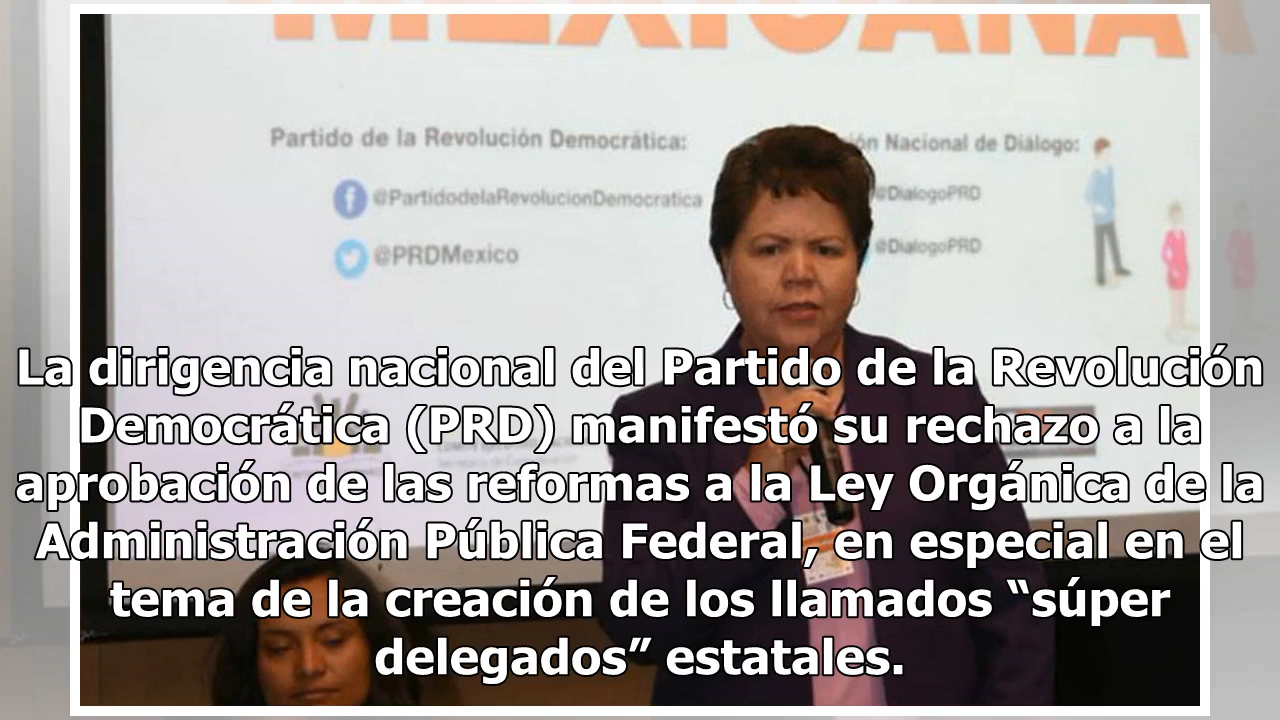 MEXICANA
Partido de la Revolución Democrática:
ón Nacional de Diálogo:
@PartidodelaRevolucionDemocratica
@DialogoPRD
@PRDMexico
@DialogoPRD
La dirigencia nacional del Partido de la Revolución
Democrática (PRD) manifestó su rechazo a la
aprobación de las reformas a la Ley Orgánica de la
Administración Pública Federal, en especial en el
tema de la creación de los llamados “súper
delegados” estatales.